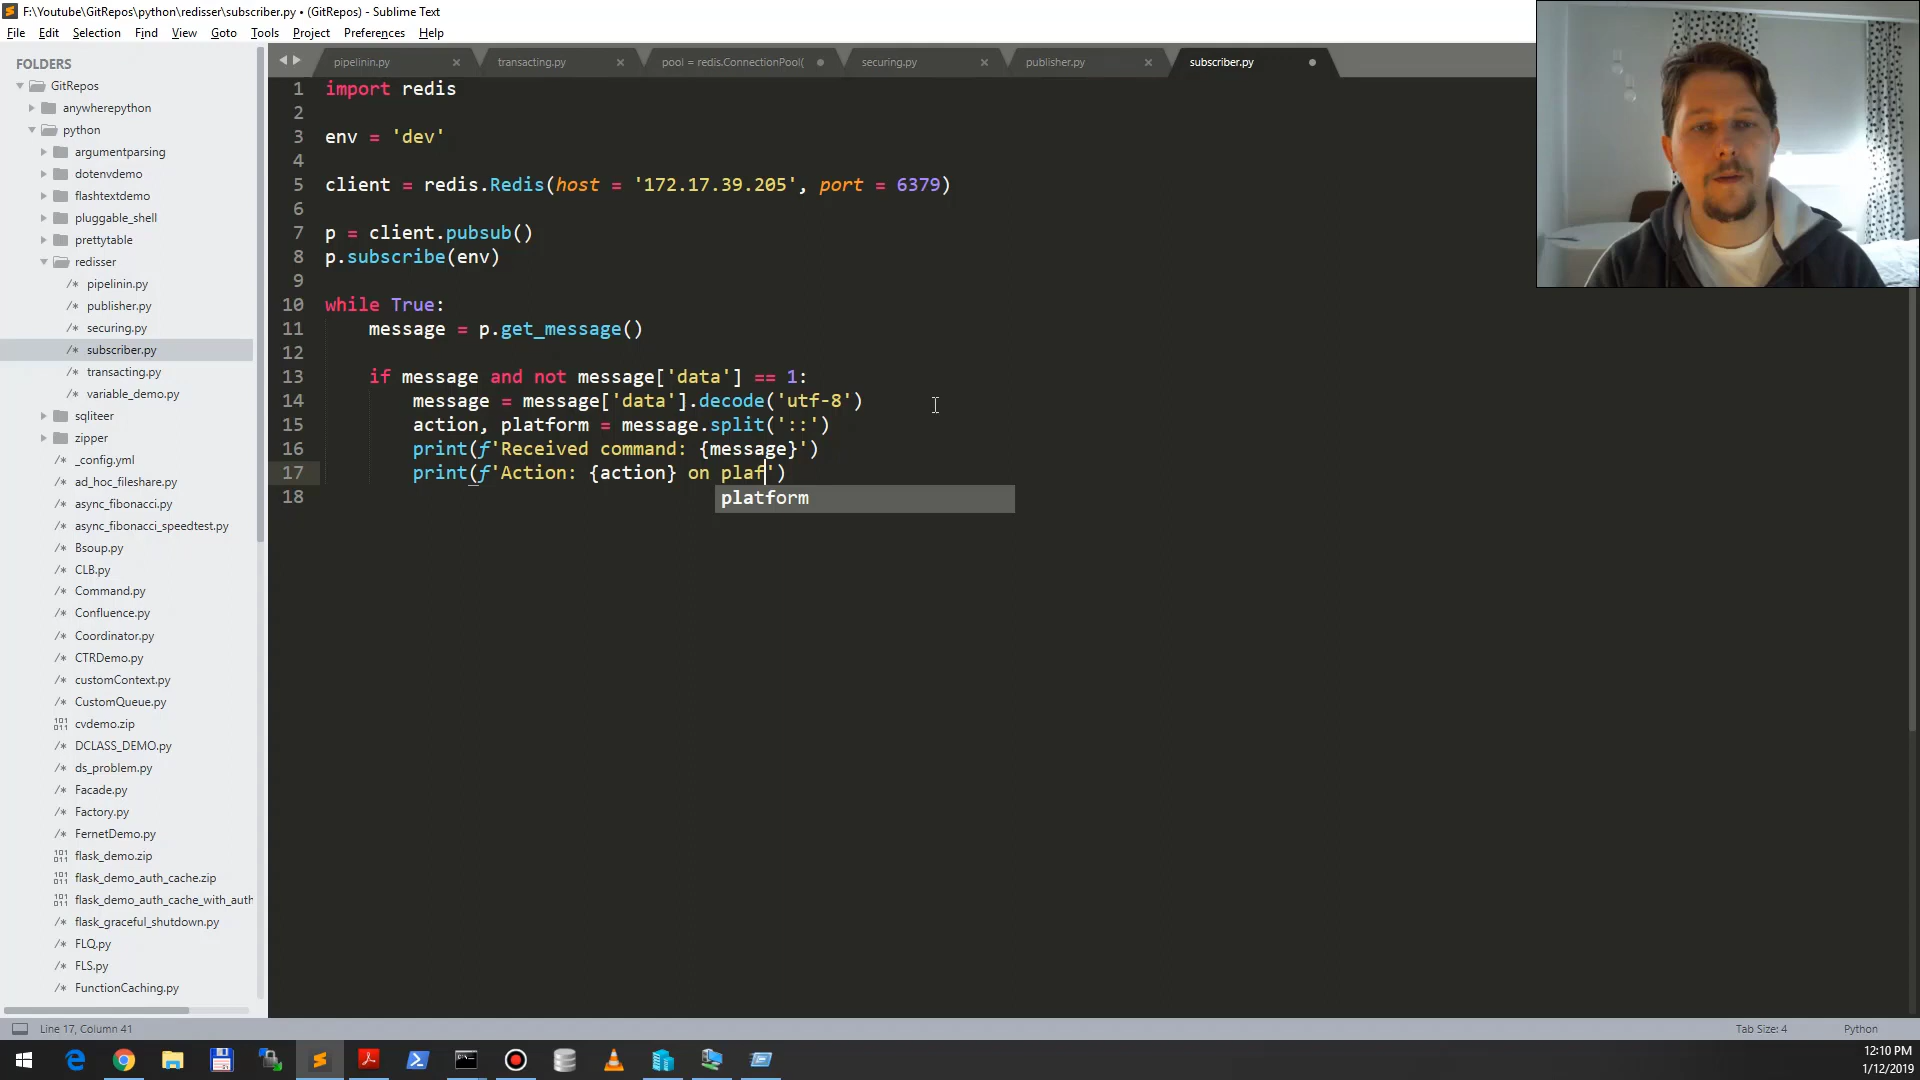 F:\Youtube\GitRepos\python\redisser\subscriber.py • (GitRepos) - Sublime Text
File Edit Selection Find View Goto Tools Project Preferences Help
FOLDERS
GitRepos
anywherepython
python
argumentparsing
dotenvdemo
flashtextdemo
pluggable_shell
prettytable
redisser
pipelinin.py
publisher.py
securing.py
subscriber.py
transacting.py
variable_demo.py
sqliteer
zipper
_config.yml
ad_hoc_fileshare.py
async_fibonacci.py
async_fibonacci_speedtest.py
Bsoup.py
CLB.py
Command.py
Confluence.py
Coordinator.py
CTRDemo.py
customContext.py
CustomQueue.py
cvdemo.zip
DCLASS_DEMO.py
ds_problem.py
Facade.py
Factory.py
FernetDemo.py
flask_demo.zip
flask_demo_auth_cache.zip
flask_demo_auth_cache_with_auth
flask_graceful_shutdown.py
FLQ.py
FLS.py
FunctionCaching.py
pipelinin.py transacting.py pool = redis.ConnectionPool( securing.py publisher.py subscriber.py
1 import redis
2
3 env = 'dev'
4
5 client = redis.Redis(host = '172.17.39.205', port = 6379)
6
7 p = client.pubsub()
8 p.subscribe(env)
9
10 while True:
11 message = p.get_message()
12
13 if message and not message['data'] == 1:
14 message = message['data'].decode('utf-8')
15 action, platform = message.split('::')
16 print(f'Received command: {message}')
17 print(f'Action: {action} on plaf')
platform
18
Line 17, Column 41
Tab Size: 4 Python
12:10 PM
1/12/2019